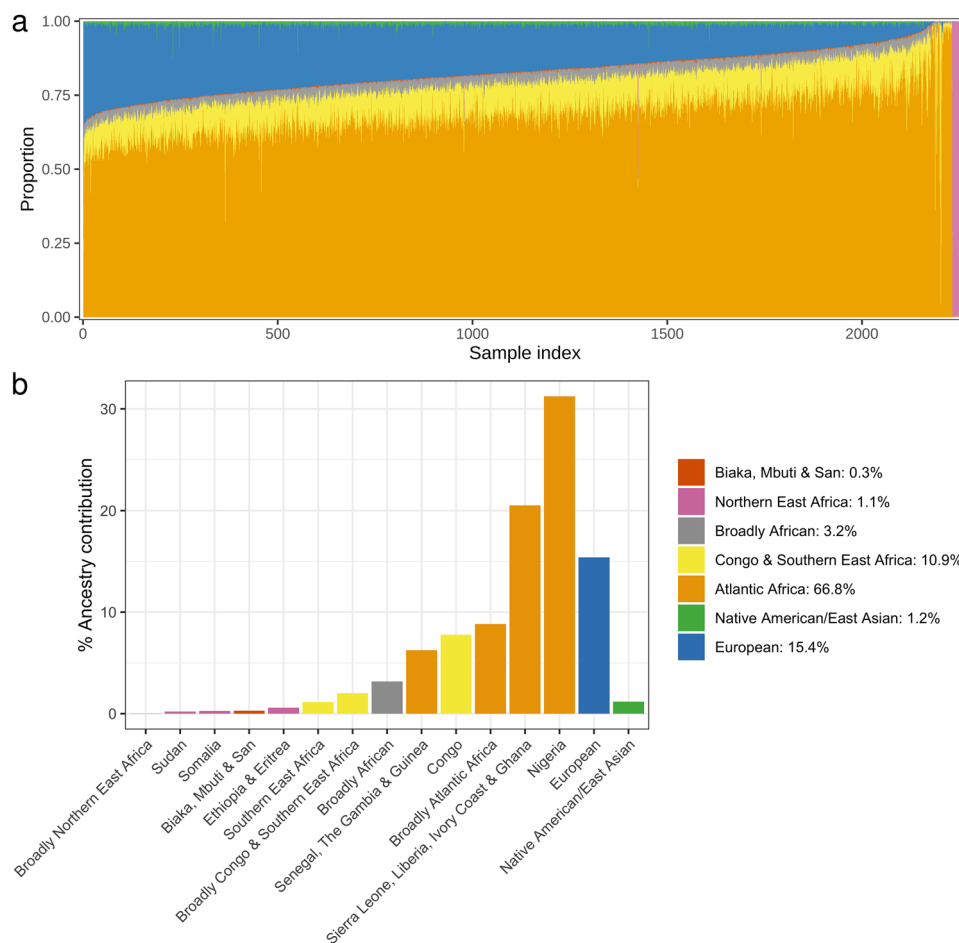 a
1.00
0.75
0.50
0.25
0.00
Proportion
0
500
1000
1500
2000
Sample index
b
30
20
10
0
% Ancestry contribution
Broadly Northern East Africa
Sudan
Somalia
Biaka, Mbuti & San
Ethiopia & Eritrea
Southern East Africa
Broadly Congo & Southern East Africa
Broadly African
Senegal, The Gambia & Guinea
Congo
Broadly Atlantic Africa
Sierra Leone, Liberia, Ivory Coast & Ghana
Nigeria
European
Native American/East Asian
Biaka, Mbuti & San: 0.3%
Northern East Africa: 1.1%
Broadly African: 3.2%
Congo & Southern East Africa: 10.9%
Atlantic Africa: 66.8%
Native American/East Asian: 1.2%
European: 15.4%